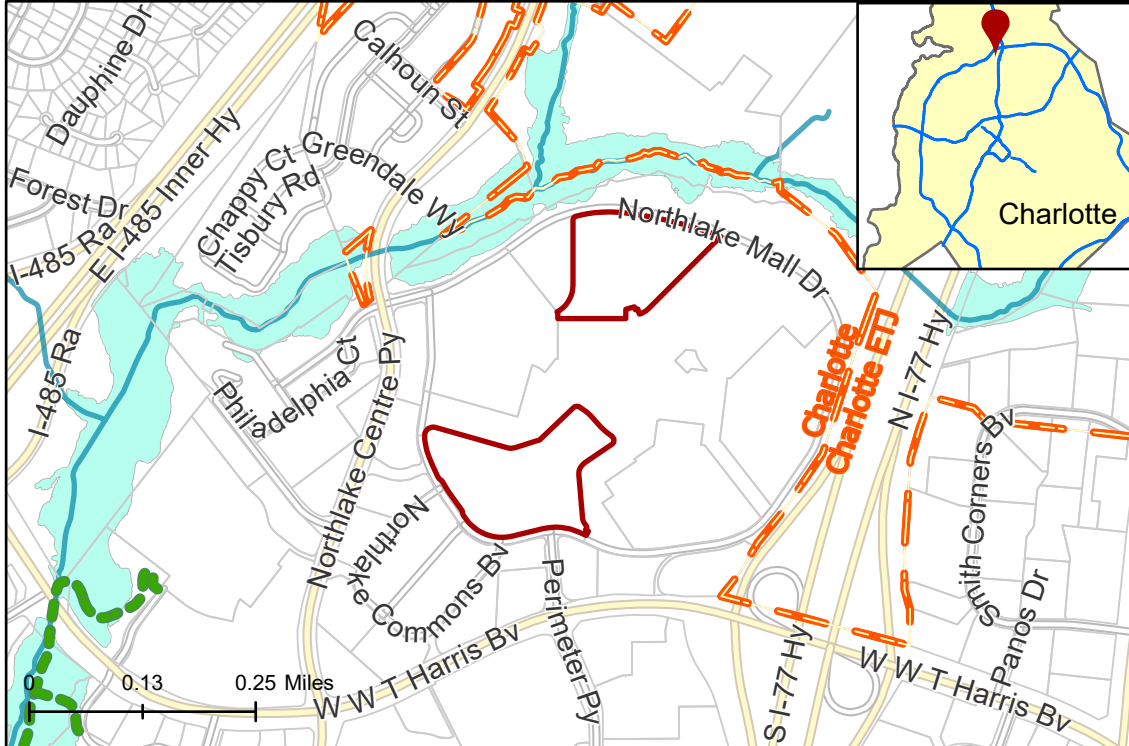 Dauphine Dr
Calhoun St
Charlotte
Forest Dr
Chappy Ct
Greendale Wy
Tisbury Rd
I-485 Ra
E I-485 Inner Hy
Northlake Mall Dr
I-485 Ra
Philadelphia Ct
Northlake Centre Py
Charlotte
Charlotte ETJ
N I-77 Hy
Smith Corners Bv
Northlake
Commons Bv
Perimeter Py
Panos Dr
S I-77 Hy
W W T Harris Bv
W W T Harris Bv
0 0.13 0.25 Miles